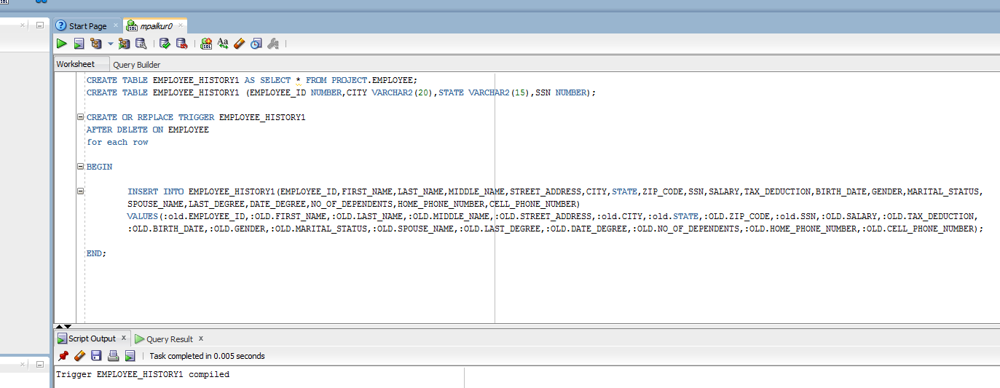 Start Page
mpalkur0
Worksheet
Query Builder
CREATE TABLE EMPLOYEE_HISTORY1 AS SELECT * FROM PROJECT.EMPLOYEE;
CREATE TABLE EMPLOYEE_HISTORY1 (EMPLOYEE_ID NUMBER,CITY VARCHAR2(20),STATE VARCHAR2(15),SSN NUMBER);
CREATE OR REPLACE TRIGGER EMPLOYEE_HISTORY1
AFTER DELETE ON EMPLOYEE
for each row
BEGIN
INSERT INTO EMPLOYEE_HISTORY1(EMPLOYEE_ID,FIRST_NAME,LAST_NAME,MIDDLE_NAME,STREET_ADDRESS,CITY,STATE,ZIP_CODE,SSN,SALARY,TAX_DEDUCTION,BIRTH_DATE,GENDER,MARITAL_STATUS,
SPOUSE_NAME,LAST_DEGREE,DATE_DEGREE,NO_OF_DEPENDENTS,HOME_PHONE_NUMBER,CELL_PHONE_NUMBER)
VALUES(:old.EMPLOYEE_ID,:OLD.FIRST_NAME,:OLD.LAST_NAME,:OLD.MIDDLE_NAME,:OLD.STREET_ADDRESS,:old.CITY,:old.STATE,:OLD.ZIP_CODE,:old.SSN,:OLD.SALARY,:OLD.TAX_DEDUCTION,
:OLD.BIRTH_DATE,:OLD.GENDER,:OLD.MARITAL_STATUS,:OLD.SPOUSE_NAME,:OLD.LAST_DEGREE,:OLD.DATE_DEGREE,:OLD.NO_OF_DEPENDENTS,:OLD.HOME_PHONE_NUMBER,:OLD.CELL_PHONE_NUMBER);
END;
Script Output x
Query Result x
Task completed in 0.005 seconds
Trigger EMPLOYEE_HISTORY1 compiled